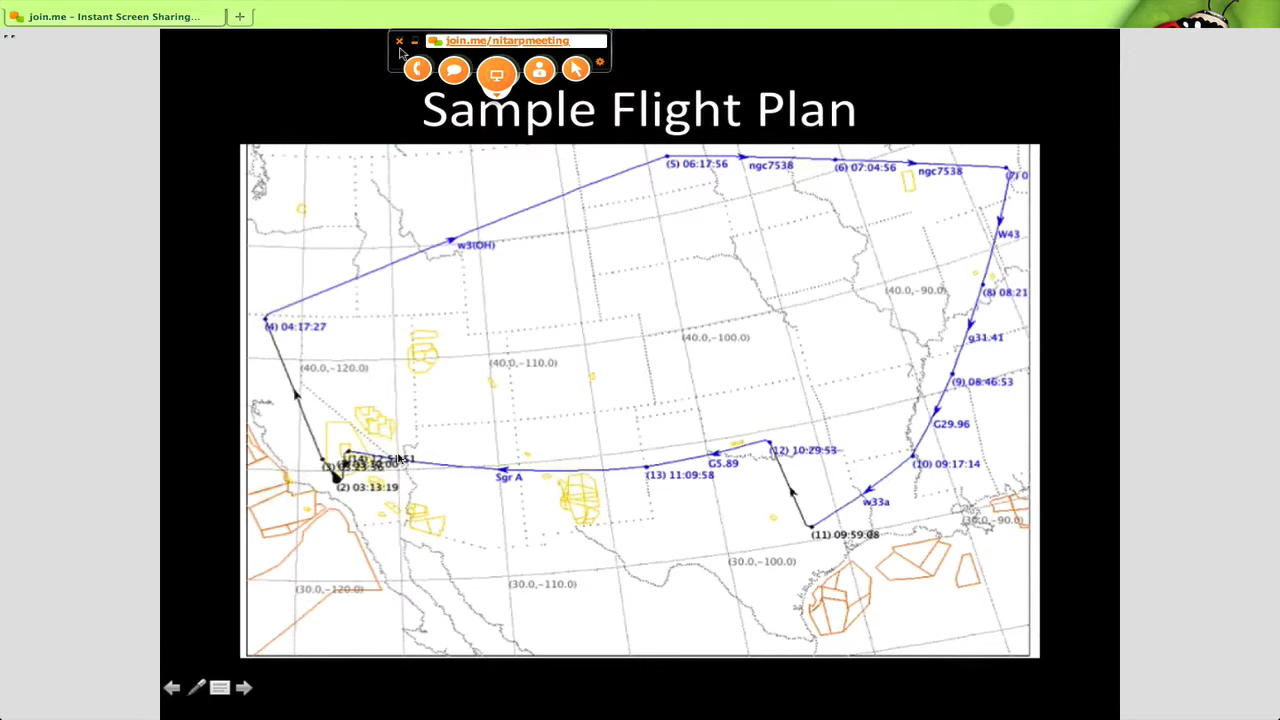 join.me – Instant Screen Sharing...
join.me/nitarpmeeting
Sample Flight Plan
(5) 06:17:56
ngc7538
(6) 07:04:56
ngc7538
(7) 0
w3(OH)
W43
(40.0,-90.0)
(8) 08:21
(4) 04:17:27
g31.41
(40.0,-100.0)
(40.0,-110.0)
(40.0,-120.0)
(9) 08:46:53
G29.96
(12) 10:29:53
G5.89
(10) 09:17:14
Sgr A
(13) 11:09:58
(2) 03:13:19
w33a
(30.0,-90.0)
(11) 09:59:08
(30.0,-100.0)
(30.0,-110.0)
(30.0,-120.0)